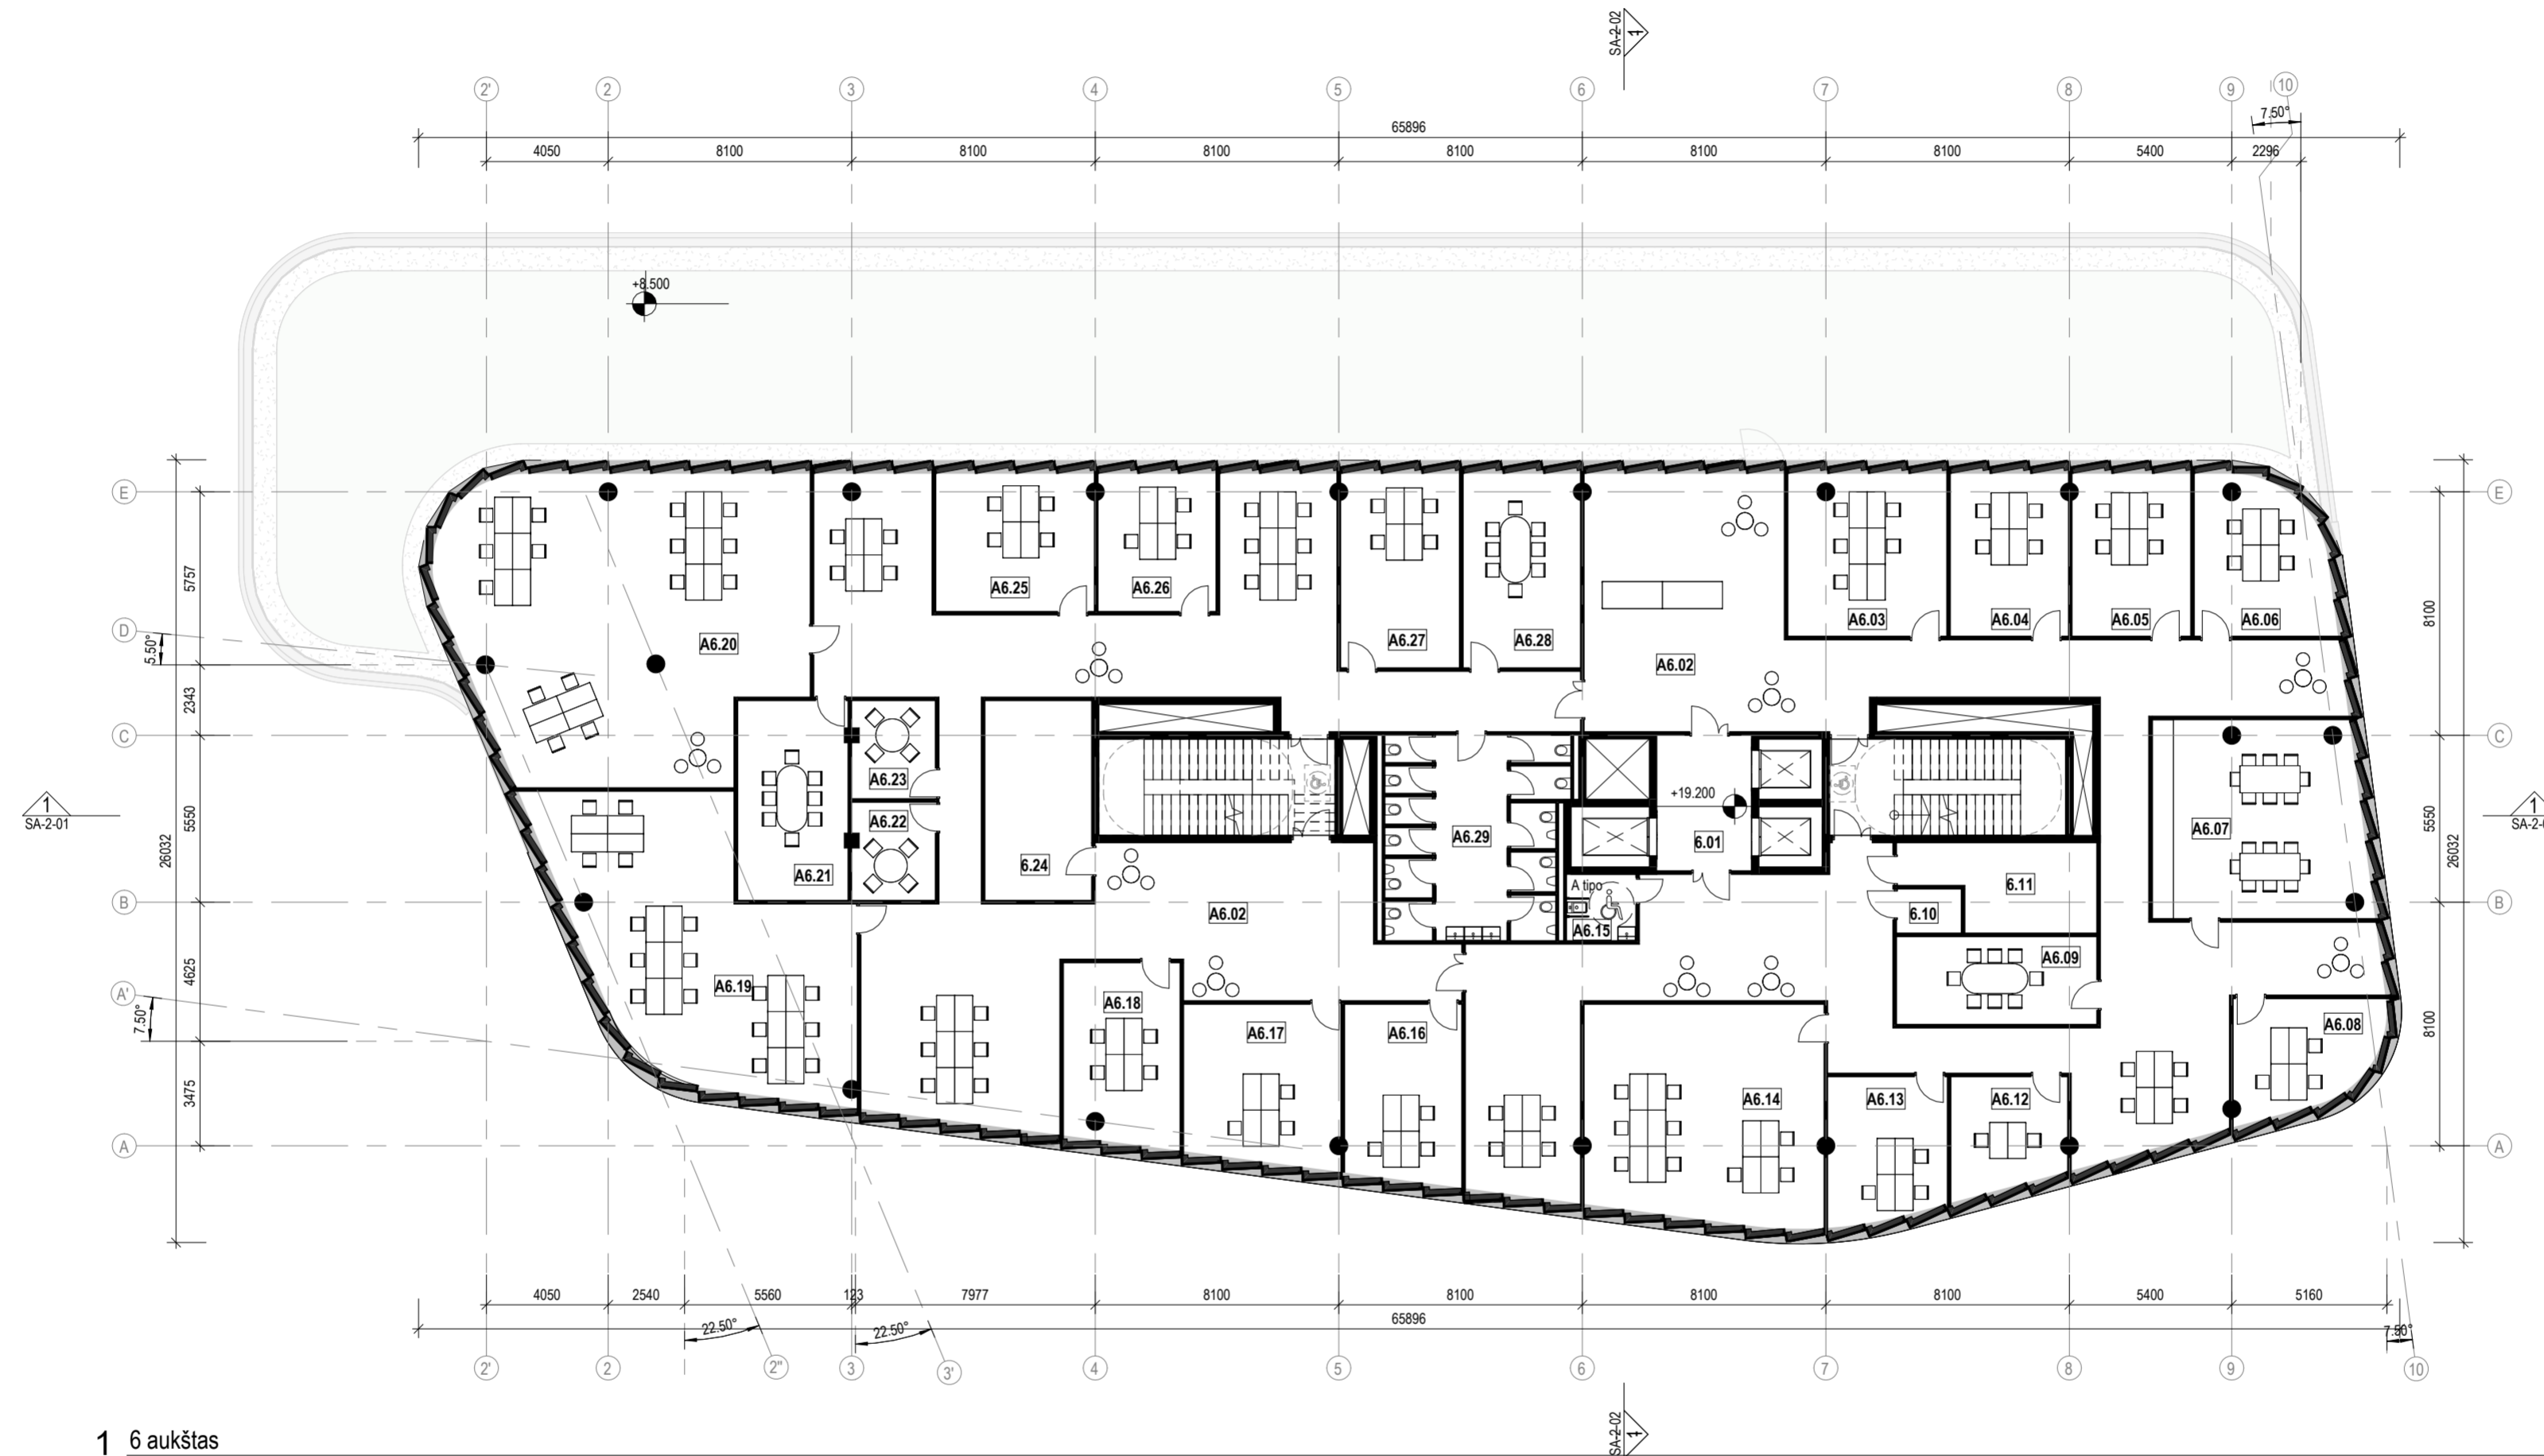 SA-2-02
1
2' 2 3 4 5 6 7 8 9 10
7.50°
65896
4050 8100 8100 8100 8100 8100 8100 5400 2296
+8.500
E E
D
5.50°
C C
B B
A'
7.50°
A A
5757 2343 5550 4625 3475
26032
8100 5550 8100
26032
1
SA-2-01
1
A6.25 A6.26 A6.27 A6.28 A6.03 A6.04 A6.05 A6.06
A6.20 A6.02
A6.23
A6.22
A6.21
6.24
A6.29
+19.200
6.01
A6.07
6.11
6.10
A tipo
A6.15
A6.02
A6.09
A6.19 A6.18 A6.17 A6.16 A6.14 A6.13 A6.12 A6.08
4050 2540 5560 123 7977 8100 8100 8100 8100 5400 5160
65896
22.50° 22.50° 7.50°
2' 2 2'' 3 3' 4 5 6 7 8 9 10
SA-2-02
1
1 6 aukštas